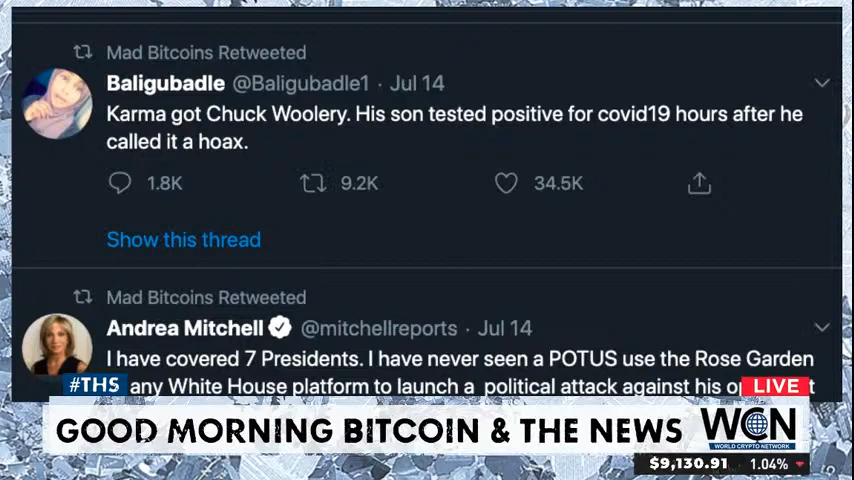 Mad Bitcoins Retweeted
Baligubadle @Baligubadle1 · Jul 14
Karma got Chuck Woolery. His son tested positive for covid19 hours after he
called it a hoax.
1.8K 9.2K 34.5K
Show this thread
Mad Bitcoins Retweeted
Andrea Mitchell @mitchellreports · Jul 14
I have covered 7 Presidents. I have never seen a POTUS use the Rose Garden
#THS any White House platform to launch a political attack against his LIVE
GOOD MORNING BITCOIN & THE NEWS WCN
WORLD CRYPTO NETWORK
$9,130.91 1.04%